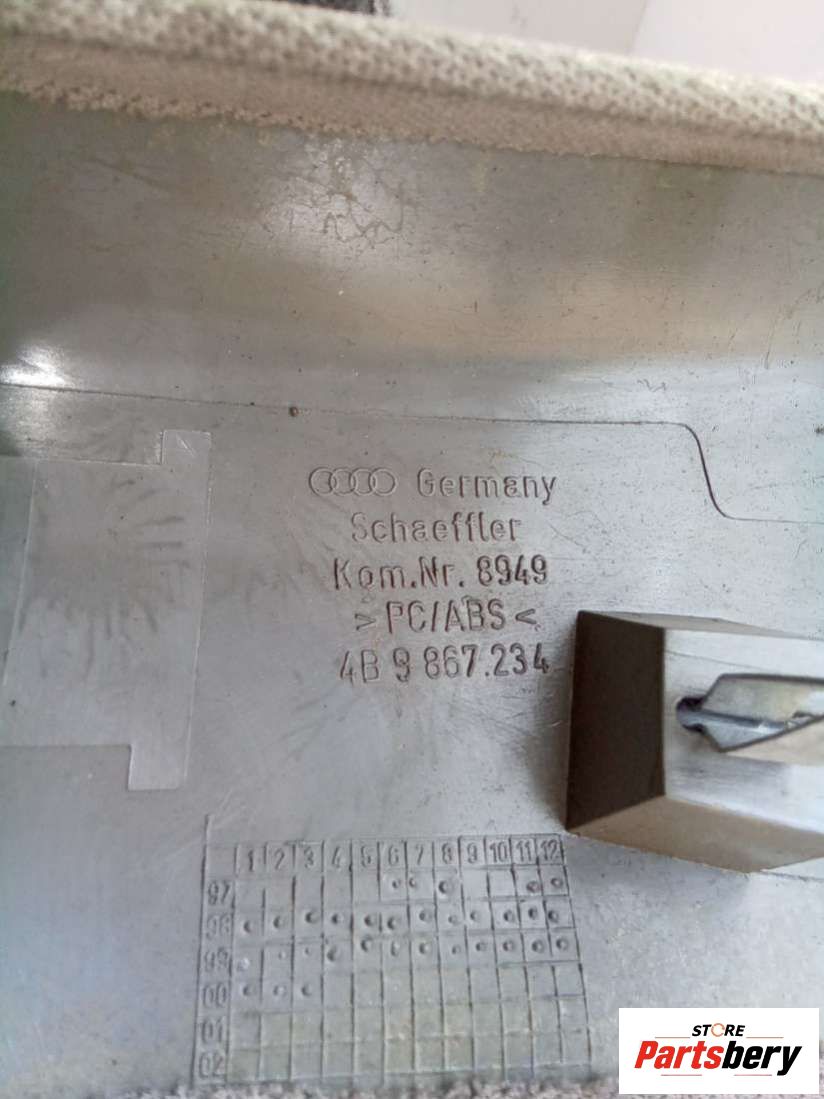 Germany
Schaeffler
Kom.Nr. 8949
>PC/ABS<
4B 9 867.234
1 2 3 4 5 6 7 8 9 10 11 12
97
98
99
00
01
02
STORE
Partsbery